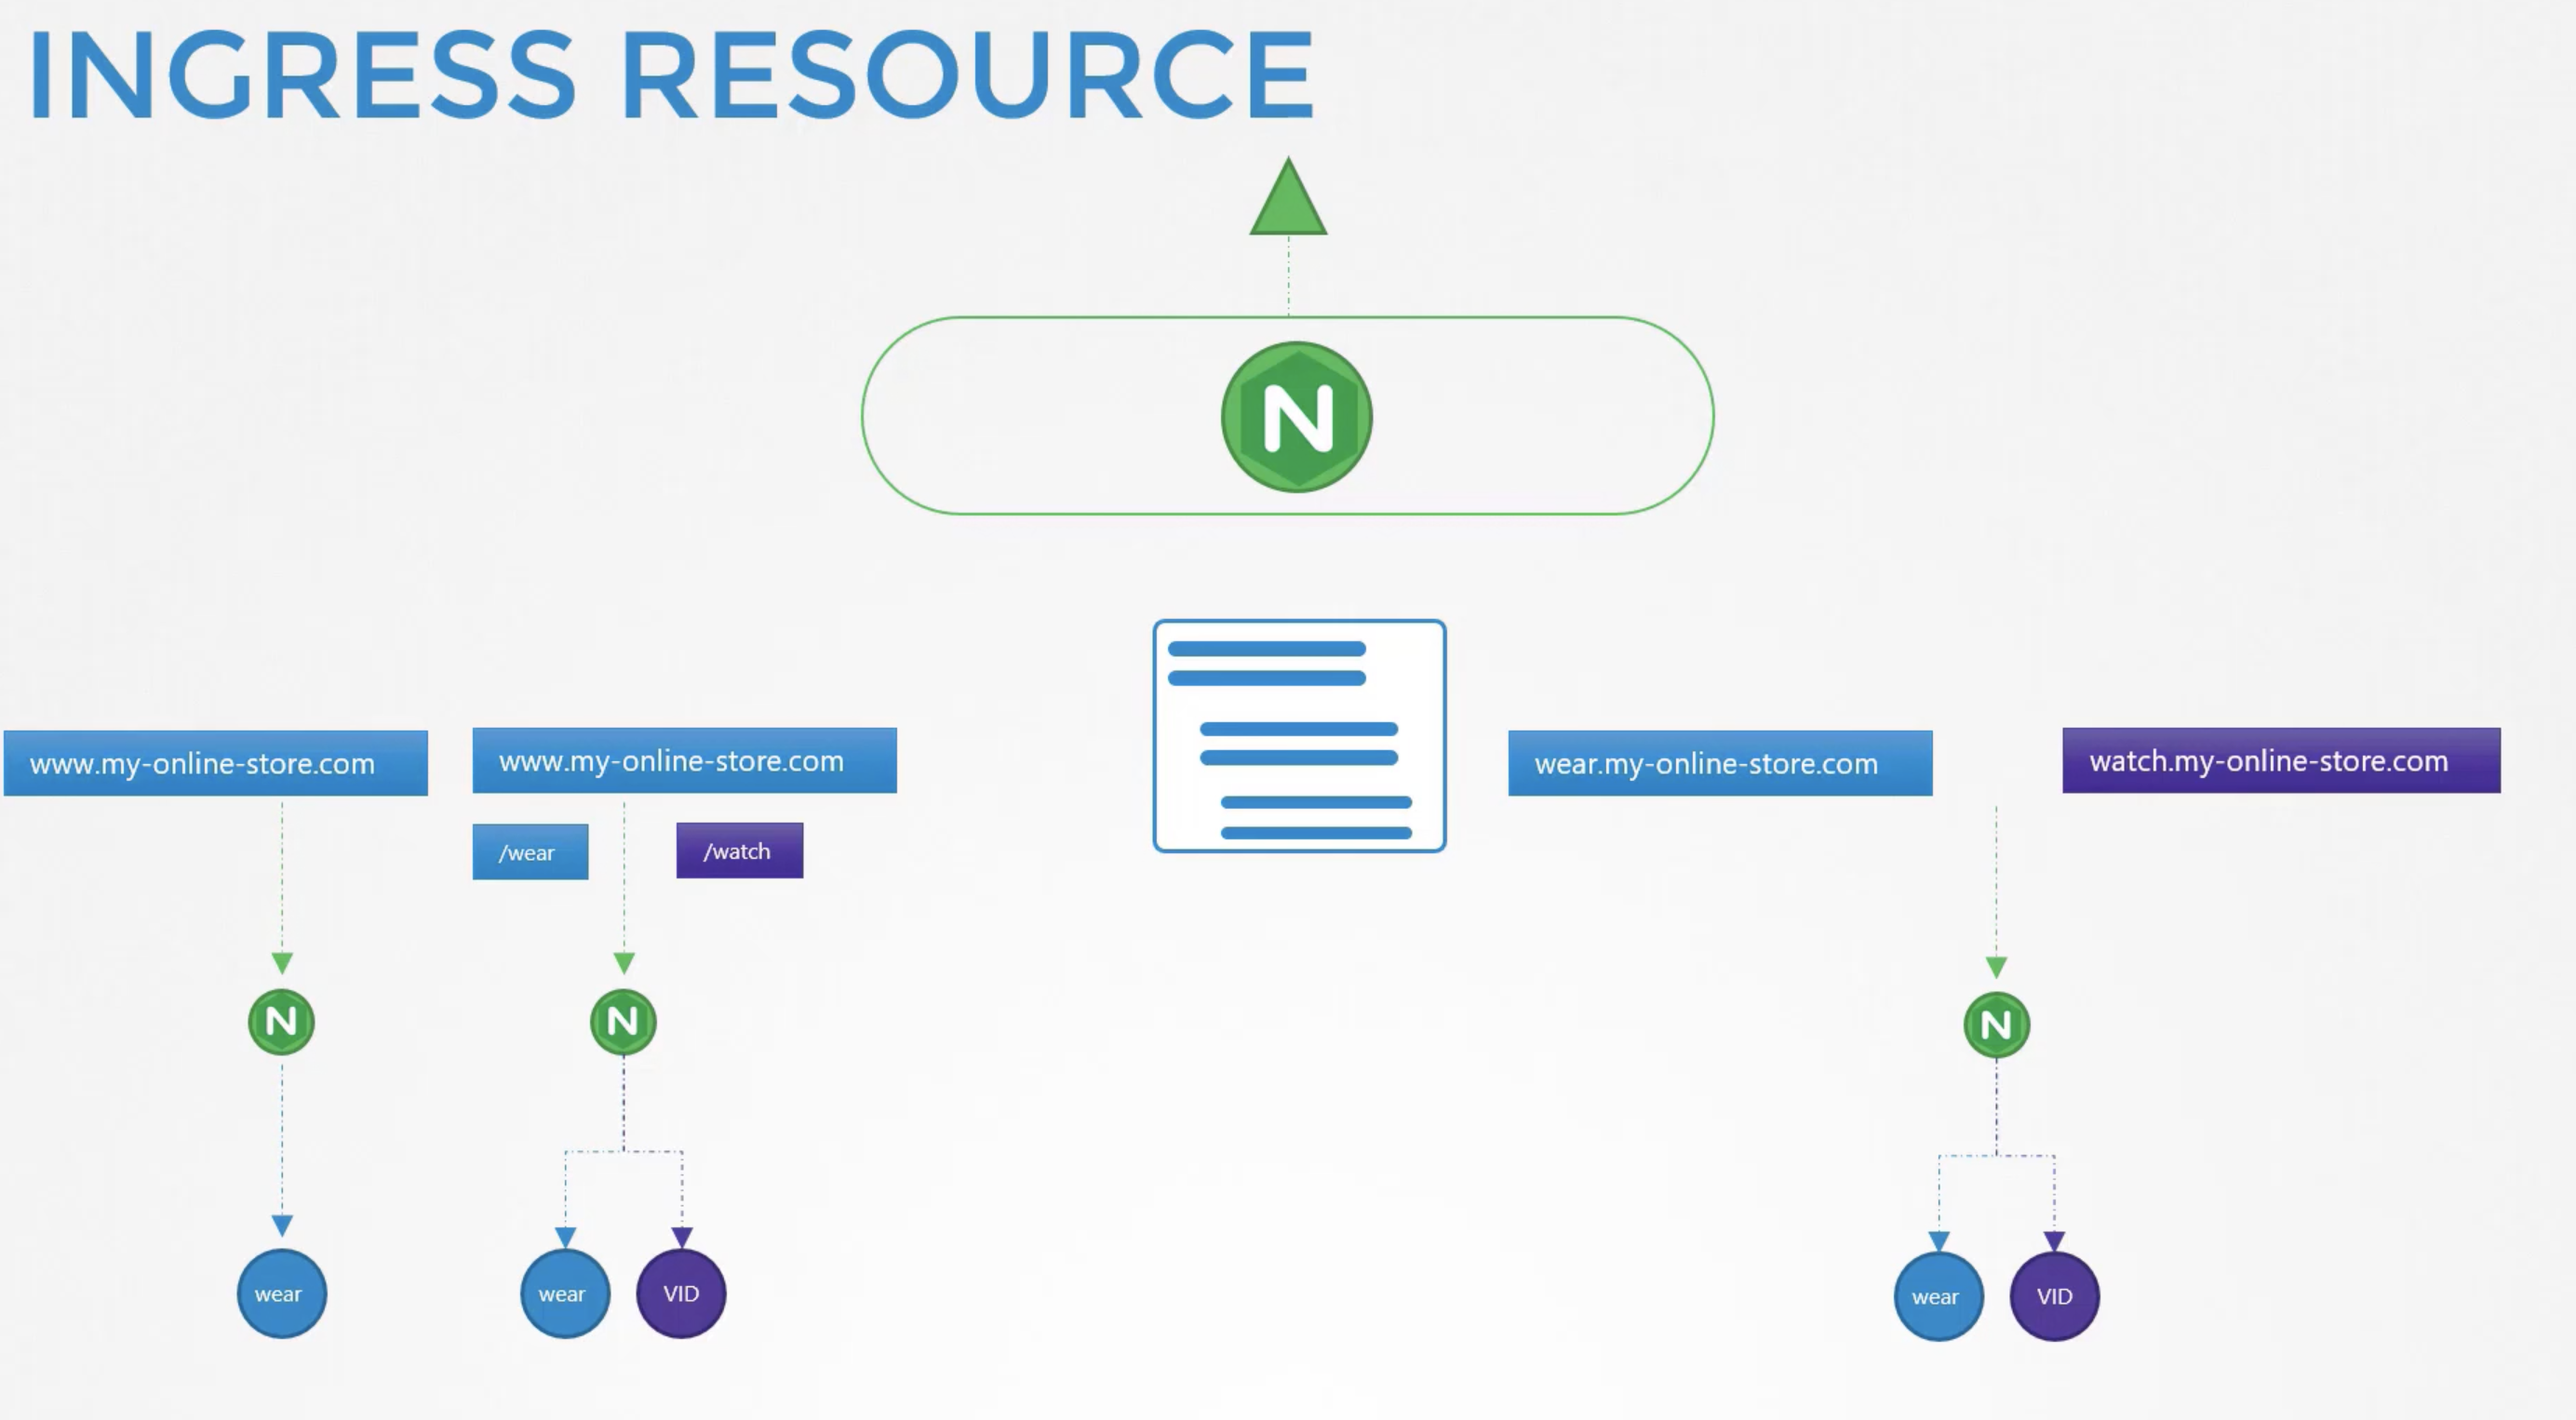 INGRESS RESOURCE
N
www.my-online-store.com
www.my-online-store.com
wear.my-online-store.com
watch.my-online-store.com
/wear
/watch
N
N
N
wear
wear
VID
wear
VID